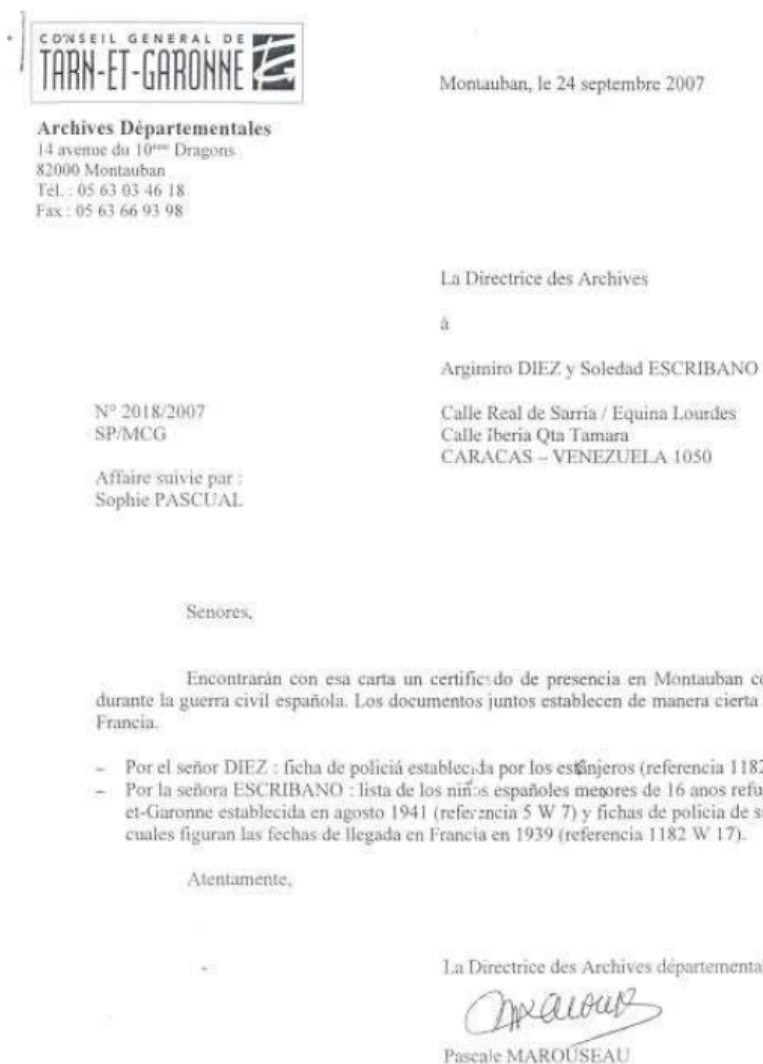 CONSEIL GENERAL DE
TARN-ET-GARONNE
Montauban, le 24 septembre 2007
Archives Départementales
14 avenue du 10ème Dragons
82000 Montauban
Tél. : 05 63 03 46 18
Fax : 05 63 66 93 98
La Directrice des Archives
à
Argimiro DIEZ y Soledad ESCRIBANO
N° 2018/2007
SP/MCG
Calle Real de Sarria / Equina Lourdes
Calle Iberia Qta Tamara
CARACAS – VENEZUELA 1050
Affaire suivie par :
Sophie PASCUAL
Senores,
Encontrarán con esa carta un certificado de presencia en Montauban co
durante la guerra civil española. Los documentos juntos establecen de manera cierta
Francia.
– Por el señor DIEZ : ficha de policiá establecida por los estánjeros (referencia 1182
– Por la señora ESCRIBANO : lista de los niños españoles menores de 16 anos refu
et-Garonne establecida en agosto 1941 (referencia 5 W 7) y fichas de policia de s
cuales figuran las fechas de llegada en Francia en 1939 (referencia 1182 W 17).
Atentamente,
La Directrice des Archives départementa
Pascale MAROUSEAU